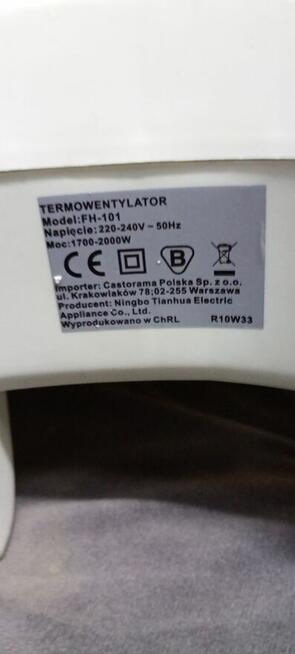 TERMOWENTYLATOR
Model:FH-101
Napięcie:220-240V ~ 50Hz
Moc:1700-2000W
CE B
Importer: Castorama Polska Sp. z o.o.
ul. Krakowiaków 78;02-255 Warszawa
Producent: Ningbo Tianhua Electric
Appliance Co., Ltd.
Wyprodukowano w ChRL R10W33